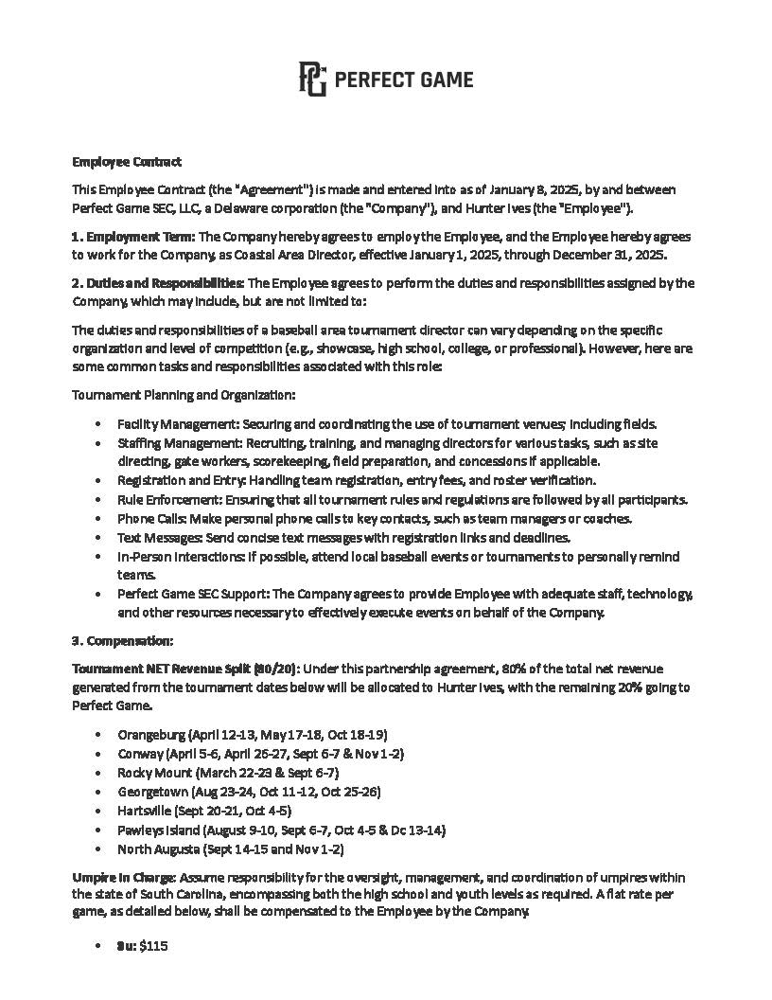 PG PERFECT GAME
Employee Contract
This Employee Contract (the "Agreement") is made and entered into as of January 8, 2025, by and between
Perfect Game SEC, LLC, a Delaware corporation (the "Company"), and Hunter Ives (the "Employee").
1. Employment Term: The Company hereby agrees to employ the Employee, and the Employee hereby agrees
to work for the Company, as Coastal Area Director, effective January 1, 2025, through December 31, 2025.
2. Duties and Responsibilities: The Employee agrees to perform the duties and responsibilities assigned by the
Company, which may include, but are not limited to:
The duties and responsibilities of a baseball area tournament director can vary depending on the specific
organization and level of competition (e.g., showcase, high school, college, or professional). However, here are
some common tasks and responsibilities associated with this role:
Tournament Planning and Organization:
• Facility Management: Securing and coordinating the use of tournament venues; including fields.
• Staffing Management: Recruiting, training, and managing directors for various tasks, such as site
directing, gate workers, scorekeeping, field preparation, and concessions if applicable.
• Registration and Entry: Handling team registration, entry fees, and roster verification.
• Rule Enforcement: Ensuring that all tournament rules and regulations are followed by all participants.
• Phone Calls: Make personal phone calls to key contacts, such as team managers or coaches.
• Text Messages: Send concise text messages with registration links and deadlines.
• In-Person Interactions: If possible, attend local baseball events or tournaments to personally remind
teams.
• Perfect Game SEC Support: The Company agrees to provide Employee with adequate staff, technology,
and other resources necessary to effectively execute events on behalf of the Company.
3. Compensation:
Tournament NET Revenue Split (80/20): Under this partnership agreement, 80% of the total net revenue
generated from the tournament dates below will be allocated to Hunter Ives, with the remaining 20% going to
Perfect Game.
• Orangeburg (April 12-13, May 17-18, Oct 18-19)
• Conway (April 5-6, April 26-27, Sept 6-7 & Nov 1-2)
• Rocky Mount (March 22-23 & Sept 6-7)
• Georgetown (Aug 23-24, Oct 11-12, Oct 25-26)
• Hartsville (Sept 20-21, Oct 4-5)
• Pawleys Island (August 9-10, Sept 6-7, Oct 4-5 & Dc 13-14)
• North Augusta (Sept 14-15 and Nov 1-2)
Umpire In Charge: Assume responsibility for the oversight, management, and coordination of umpires within
the state of South Carolina, encompassing both the high school and youth levels as required. A flat rate per
game, as detailed below, shall be compensated to the Employee by the Company.
• 8u: $115